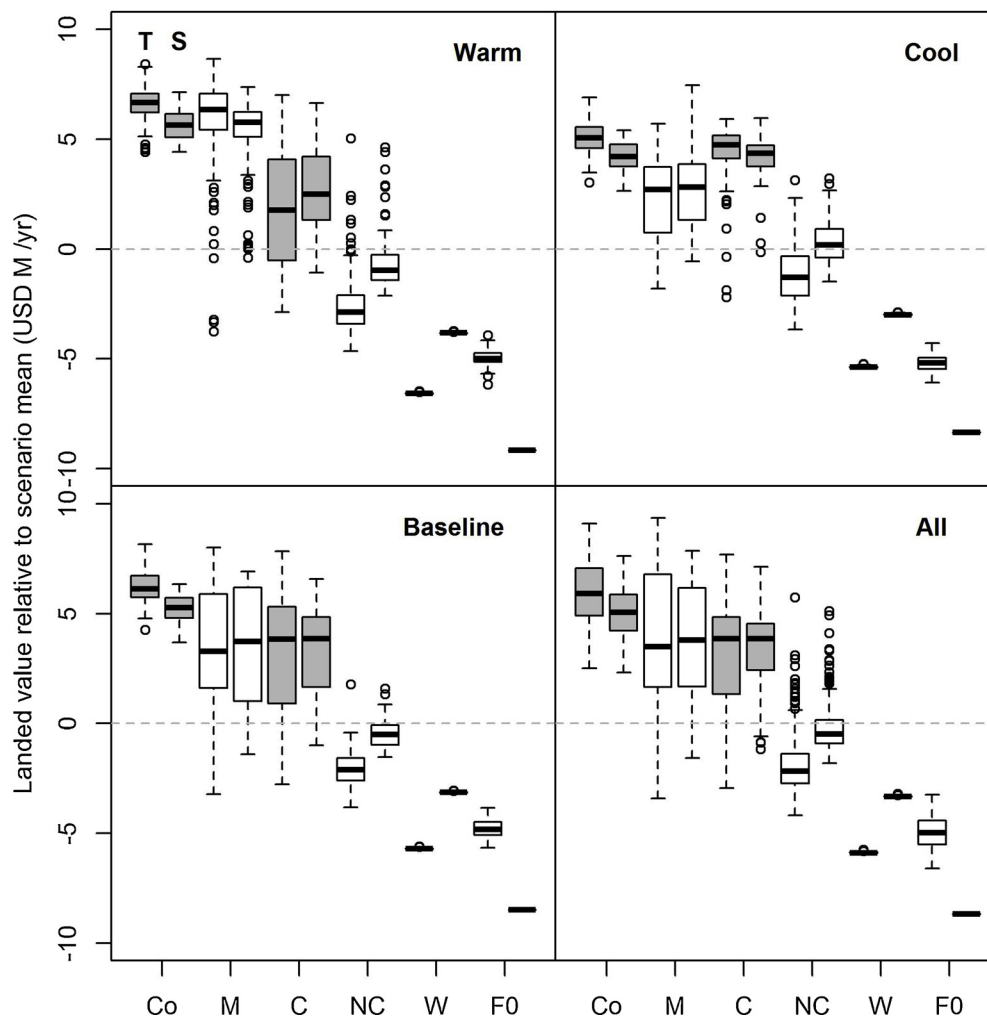 T S
Warm
Cool
10
5
0
-5
-10
Baseline
All
10
5
0
-5
-10
Landed value relative to scenario mean (USD M /yr)
Co M C NC W F0 Co M C NC W F0